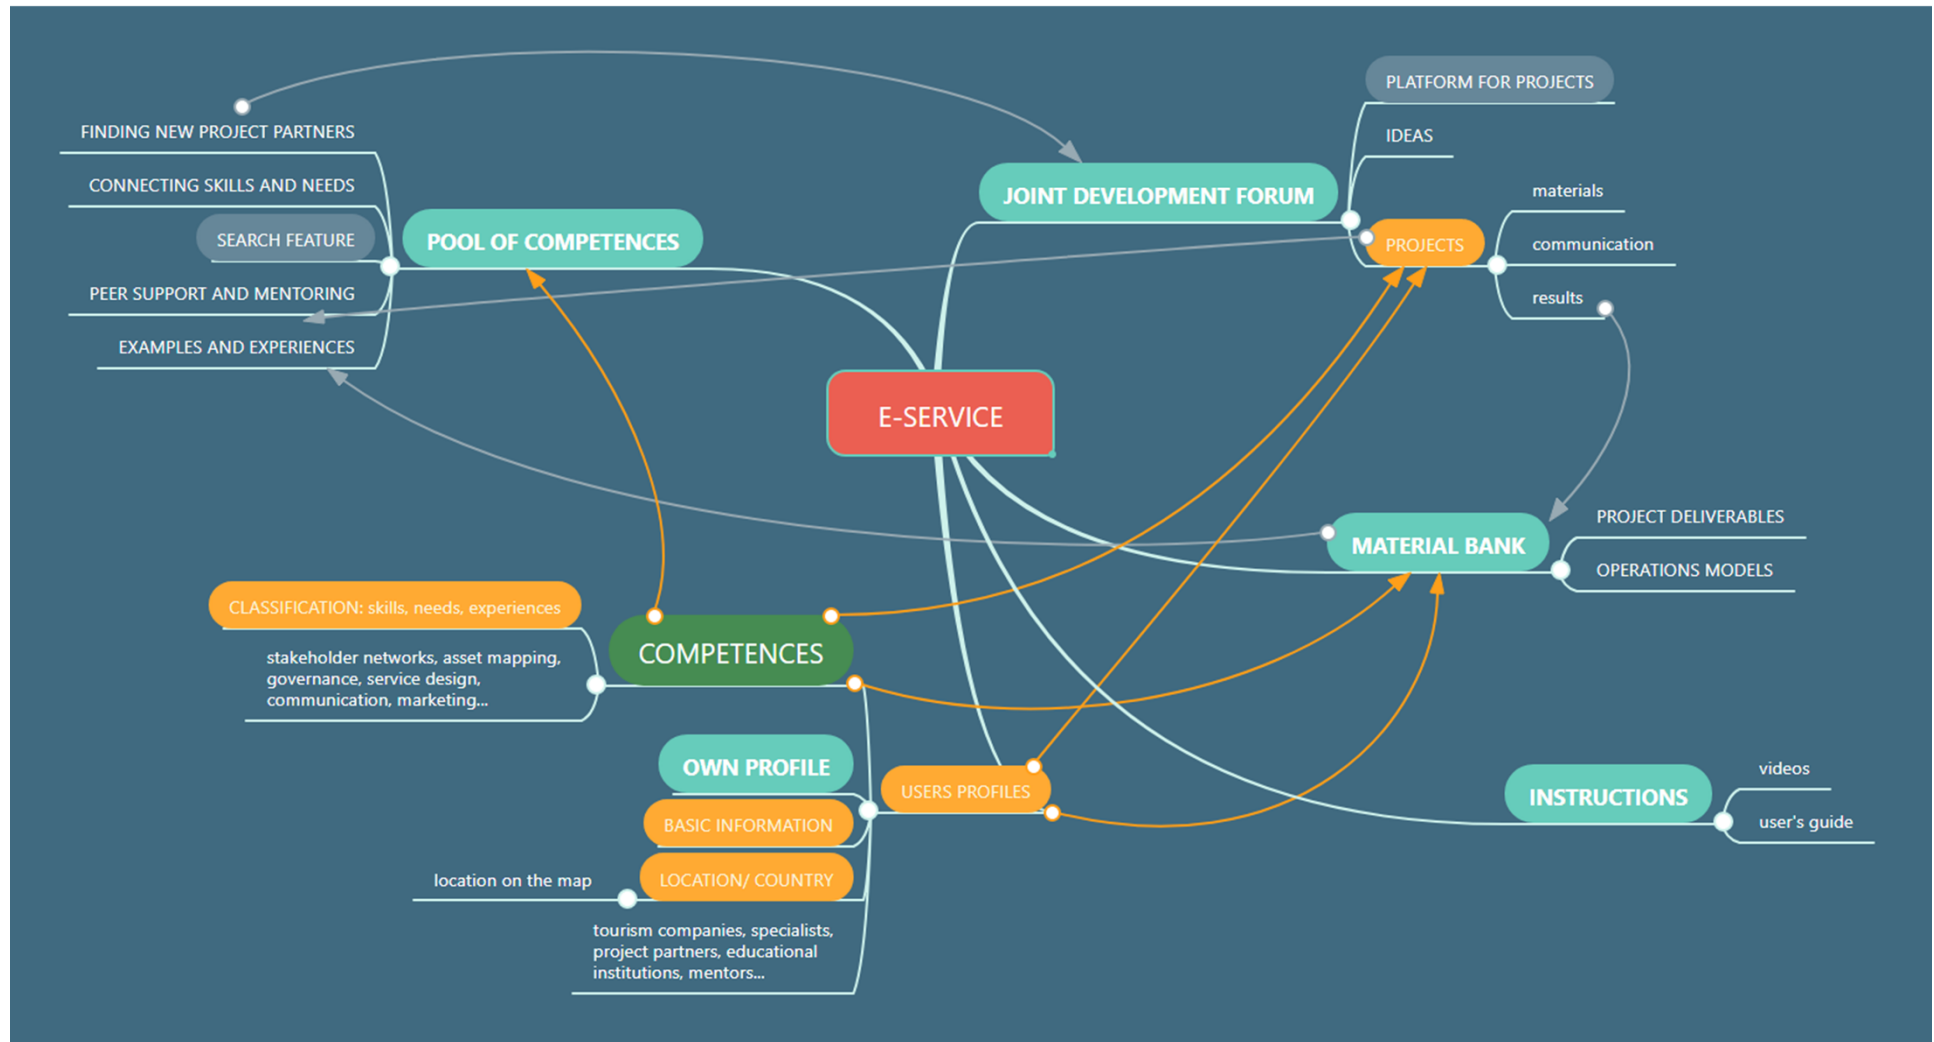 PLATFORM FOR PROJECTS
FINDING NEW PROJECT PARTNERS
IDEAS
CONNECTING SKILLS AND NEEDS
JOINT DEVELOPMENT FORUM
materials
SEARCH FEATURE
POOL OF COMPETENCES
PROJECTS
communication
PEER SUPPORT AND MENTORING
results
EXAMPLES AND EXPERIENCES
E-SERVICE
PROJECT DELIVERABLES
MATERIAL BANK
OPERATIONS MODELS
CLASSIFICATION: skills, needs, experiences
COMPETENCES
stakeholder networks, asset mapping,
governance, service design,
communication, marketing...
OWN PROFILE
USERS PROFILES
videos
INSTRUCTIONS
BASIC INFORMATION
user's guide
location on the map
LOCATION/ COUNTRY
tourism companies, specialists,
project partners, educational
institutions, mentors...